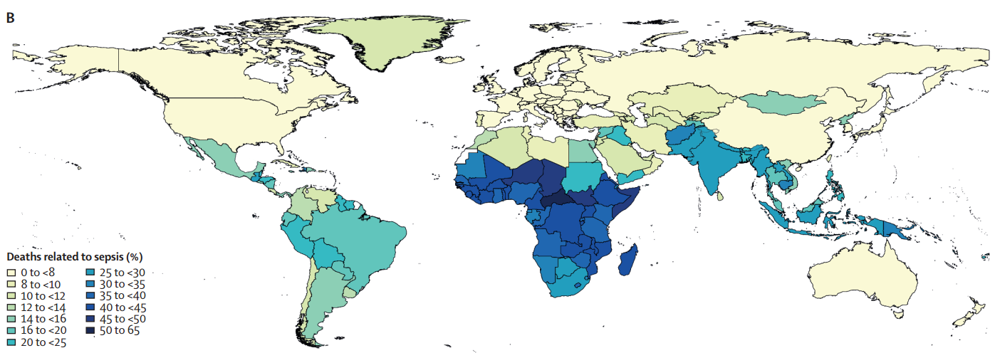 B
Deaths related to sepsis (%)
0 to <8
8 to <10
10 to <12
12 to <14
14 to <16
16 to <20
20 to <25
25 to <30
30 to <35
35 to <40
40 to <45
45 to <50
50 to 65